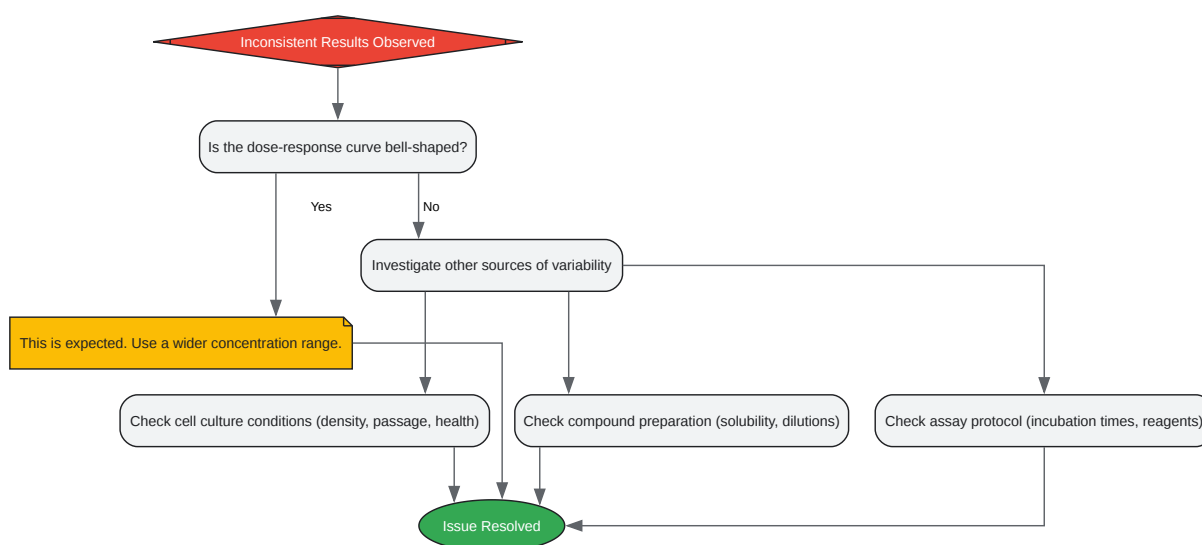 Inconsistent Results Observed
Is the dose-response curve bell-shaped?
Yes
No
Investigate other sources of variability
This is expected. Use a wider concentration range.
Check cell culture conditions (density, passage, health)
Check compound preparation (solubility, dilutions)
Check assay protocol (incubation times, reagents)
Issue Resolved